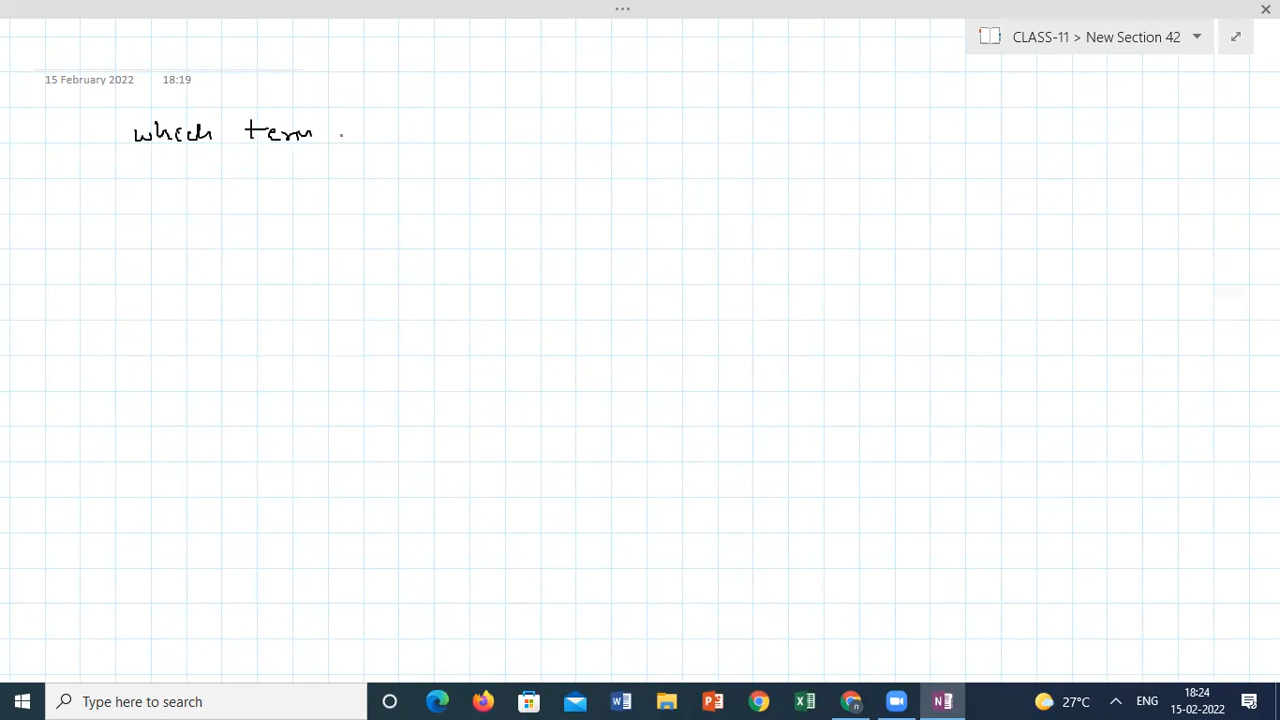 CLASS-11 > New Section 42
15 February 2022 18:19
which term
Type here to search
27°C ENG 18:24
15-02-2022